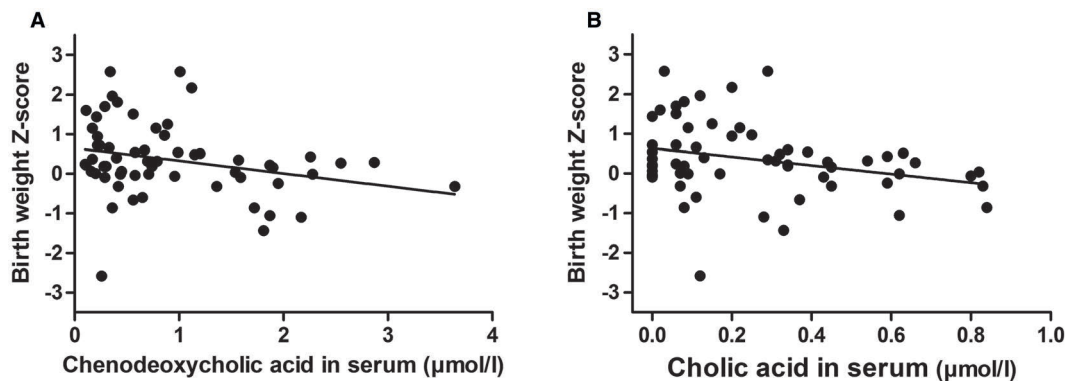 A
Birth weight Z-score
3
2
1
0
-1
-2
-3
0 1 2 3 4
Chenodeoxycholic acid in serum (µmol/l)
B
Birth weight Z-score
3
2
1
0
-1
-2
-3
0.0 0.2 0.4 0.6 0.8 1.0
Cholic acid in serum (µmol/l)